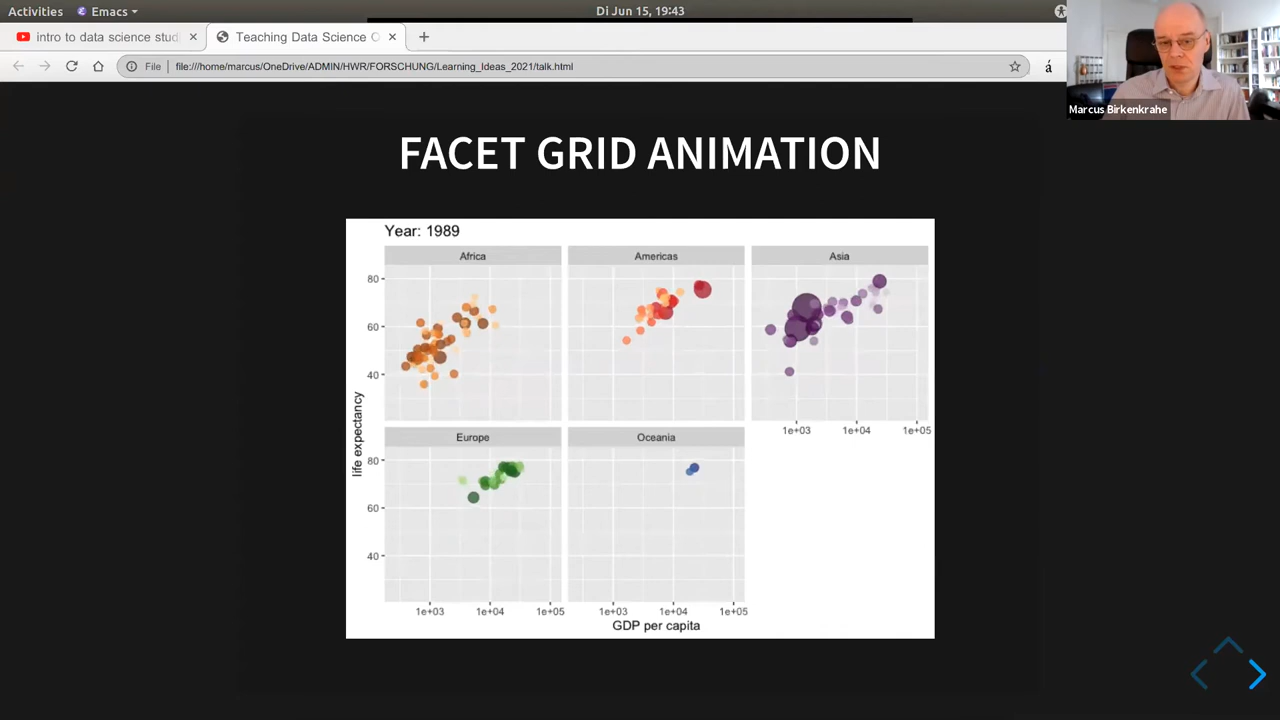 Activities Emacs Di Jun 15, 19:43
intro to data science stud Teaching Data Science O
File file:///home/marcus/OneDrive/ADMIN/HWR/FORSCHUNG/Learning_Ideas_2021/talk.html á
Marcus Birkenkrahe
FACET GRID ANIMATION
Year: 1989
Africa Americas Asia
80
60
40
1e+03 1e+04 1e+05
life expectancy
Europe Oceania
80
60
40
1e+03 1e+04 1e+05 1e+03 1e+04 1e+05
GDP per capita